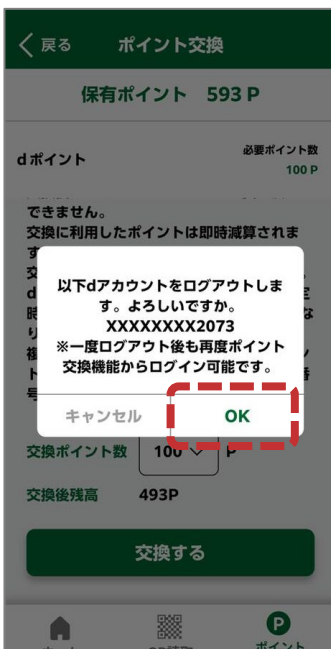 戻る ポイント交換
保有ポイント 593 P
dポイント
必要ポイント数
100 P
できません。
交換に利用したポイントは即時減算されま
す
以下dアカウントをログアウトしま
す。よろしいですか。
XXXXXXXX2073
※一度ログアウト後も再度ポイント
交換機能からログイン可能です。
キャンセル OK
交換ポイント数 100 P
交換後残高 493P
交換する
ポイント